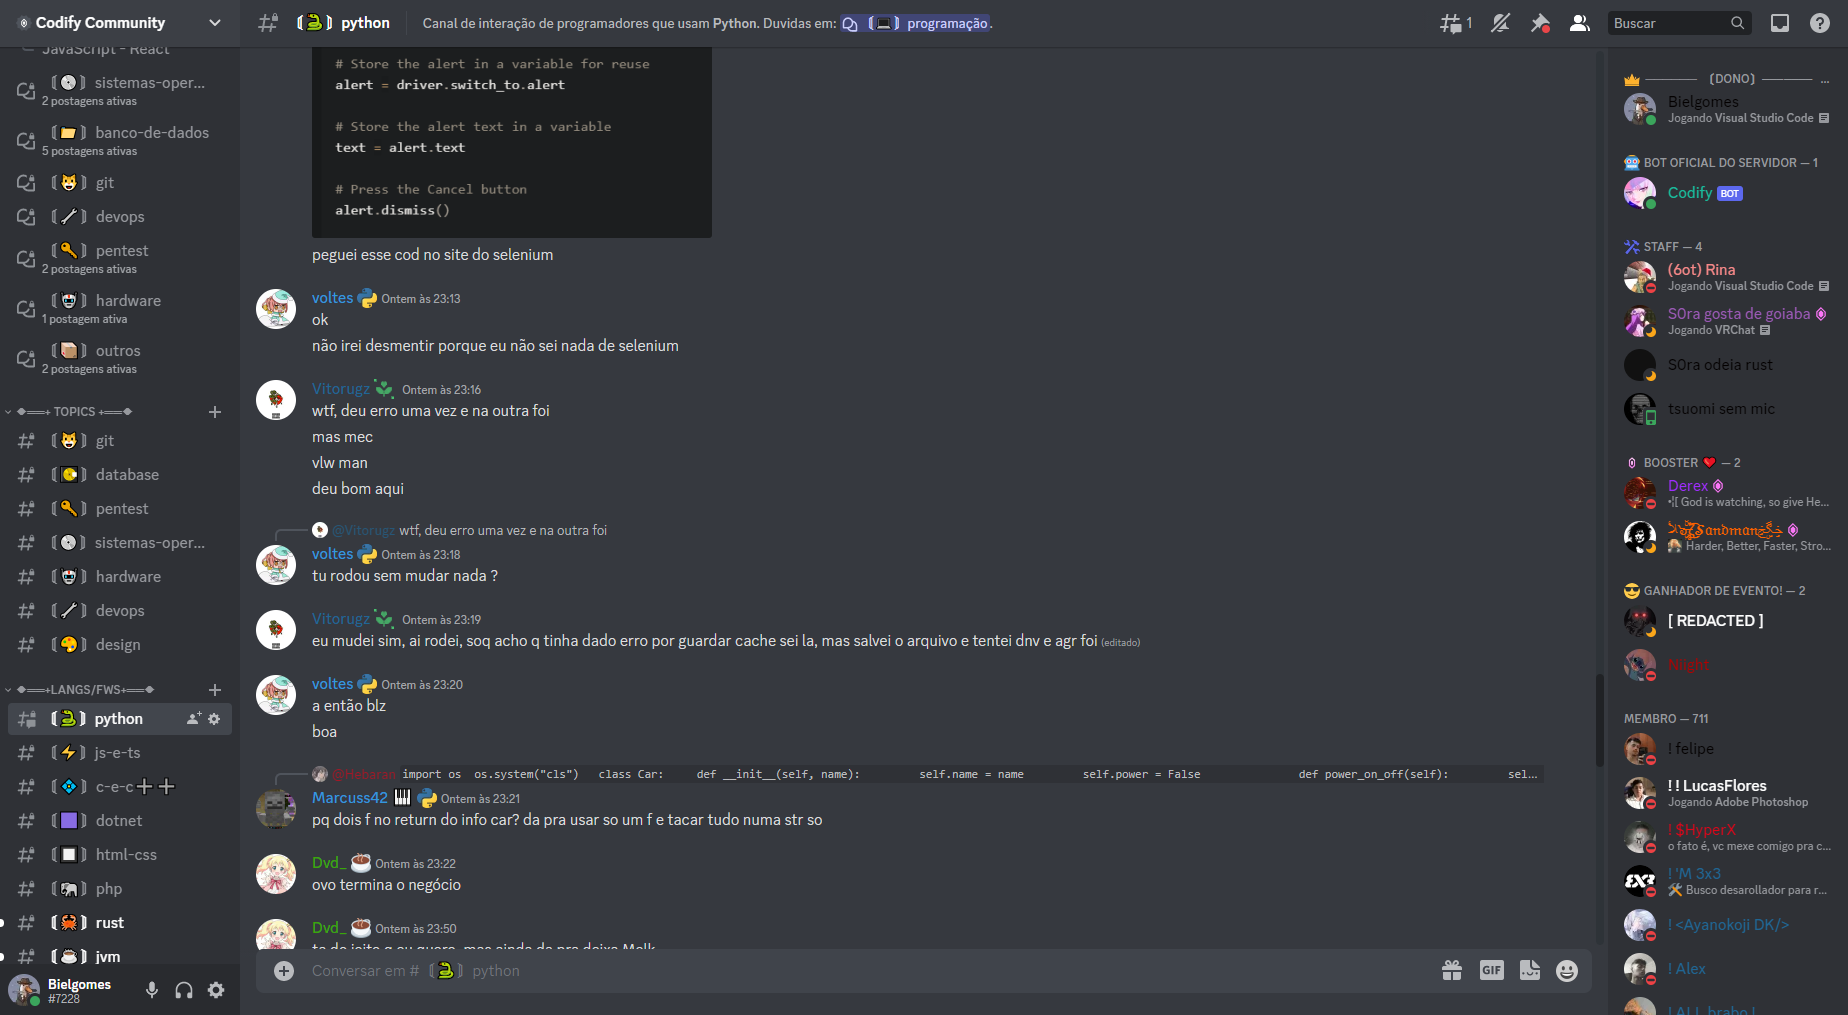 Codify Community
JavaScript - React
sistemas-oper...
2 postagens ativas
banco-de-dados
5 postagens ativas
git
devops
pentest
2 postagens ativas
hardware
1 postagem ativa
outros
2 postagens ativas
TOPICS
git
database
pentest
sistemas-oper...
hardware
devops
design
LANGS/FWS
python
js-e-ts
c-e-c++
dotnet
html-css
php
rust
jvm
Bielgomes
#7228
python
Canal de interação de programadores que usam Python. Duvidas em: programação.
1
Buscar
# Store the alert in a variable for reuse
alert = driver.switch_to.alert
# Store the alert text in a variable
text = alert.text
# Press the Cancel button
alert.dismiss()
peguei esse cod no site do selenium
voltes Ontem às 23:13
ok
não irei desmentir porque eu não sei nada de selenium
Vitorugz Ontem às 23:16
wtf, deu erro uma vez e na outra foi
mas mec
vlw man
deu bom aqui
@Vitorugz wtf, deu erro uma vez e na outra foi
voltes Ontem às 23:18
tu rodou sem mudar nada ?
Vitorugz Ontem às 23:19
eu mudei sim, ai rodei, soq acho q tinha dado erro por guardar cache sei la, mas salvei o arquivo e tentei dnv e agr foi (editado)
voltes Ontem às 23:20
a então blz
boa
import os os.system("cls") class Car: def __init__(self, name): self.name = name self.power = False def power_on_off(self): sel...
Marcuss42 Ontem às 23:21
pq dois f no return do info car? da pra usar so um f e tacar tudo numa str so
Dvd_ Ontem às 23:22
ovo termina o negócio
Dvd_ Ontem às 23:50
Conversar em # python
GIF
(DONO) ...
Bielgomes
Jogando Visual Studio Code
BOT OFICIAL DO SERVIDOR — 1
Codify BOT
STAFF — 4
(6ot) Rina
Jogando Visual Studio Code
S0ra gosta de goiaba
Jogando VRChat
S0ra odeia rust
tsuomi sem mic
BOOSTER — 2
Derex
God is watching, so give He...
Sandman
Harder, Better, Faster, Stro...
GANHADOR DE EVENTO! — 2
[ REDACTED ]
MEMBRO — 711
! felipe
! ! LucasFlores
Jogando Adobe Photoshop
! $HyperX
o fato é, vc mexe comigo pra c...
! 'M 3x3
Busco desarollador para r...
! <Ayanokoji DK/>
! Alex